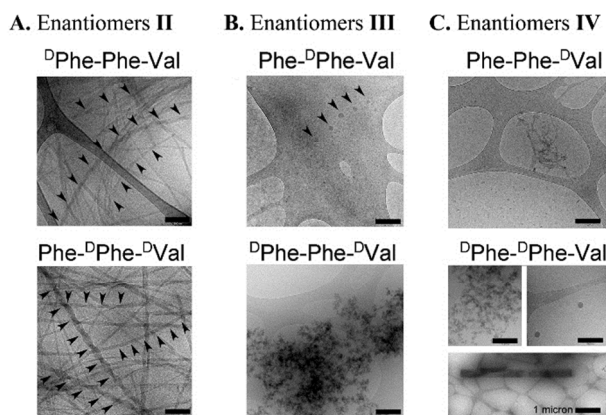 A. Enantiomers II
B. Enantiomers III
C. Enantiomers IV
ᴰPhe-Phe-Val
Phe-ᴰPhe-Val
Phe-Phe-ᴰVal
Phe-ᴰPhe-ᴰVal
ᴰPhe-Phe-ᴰVal
ᴰPhe-ᴰPhe-Val
1 micron